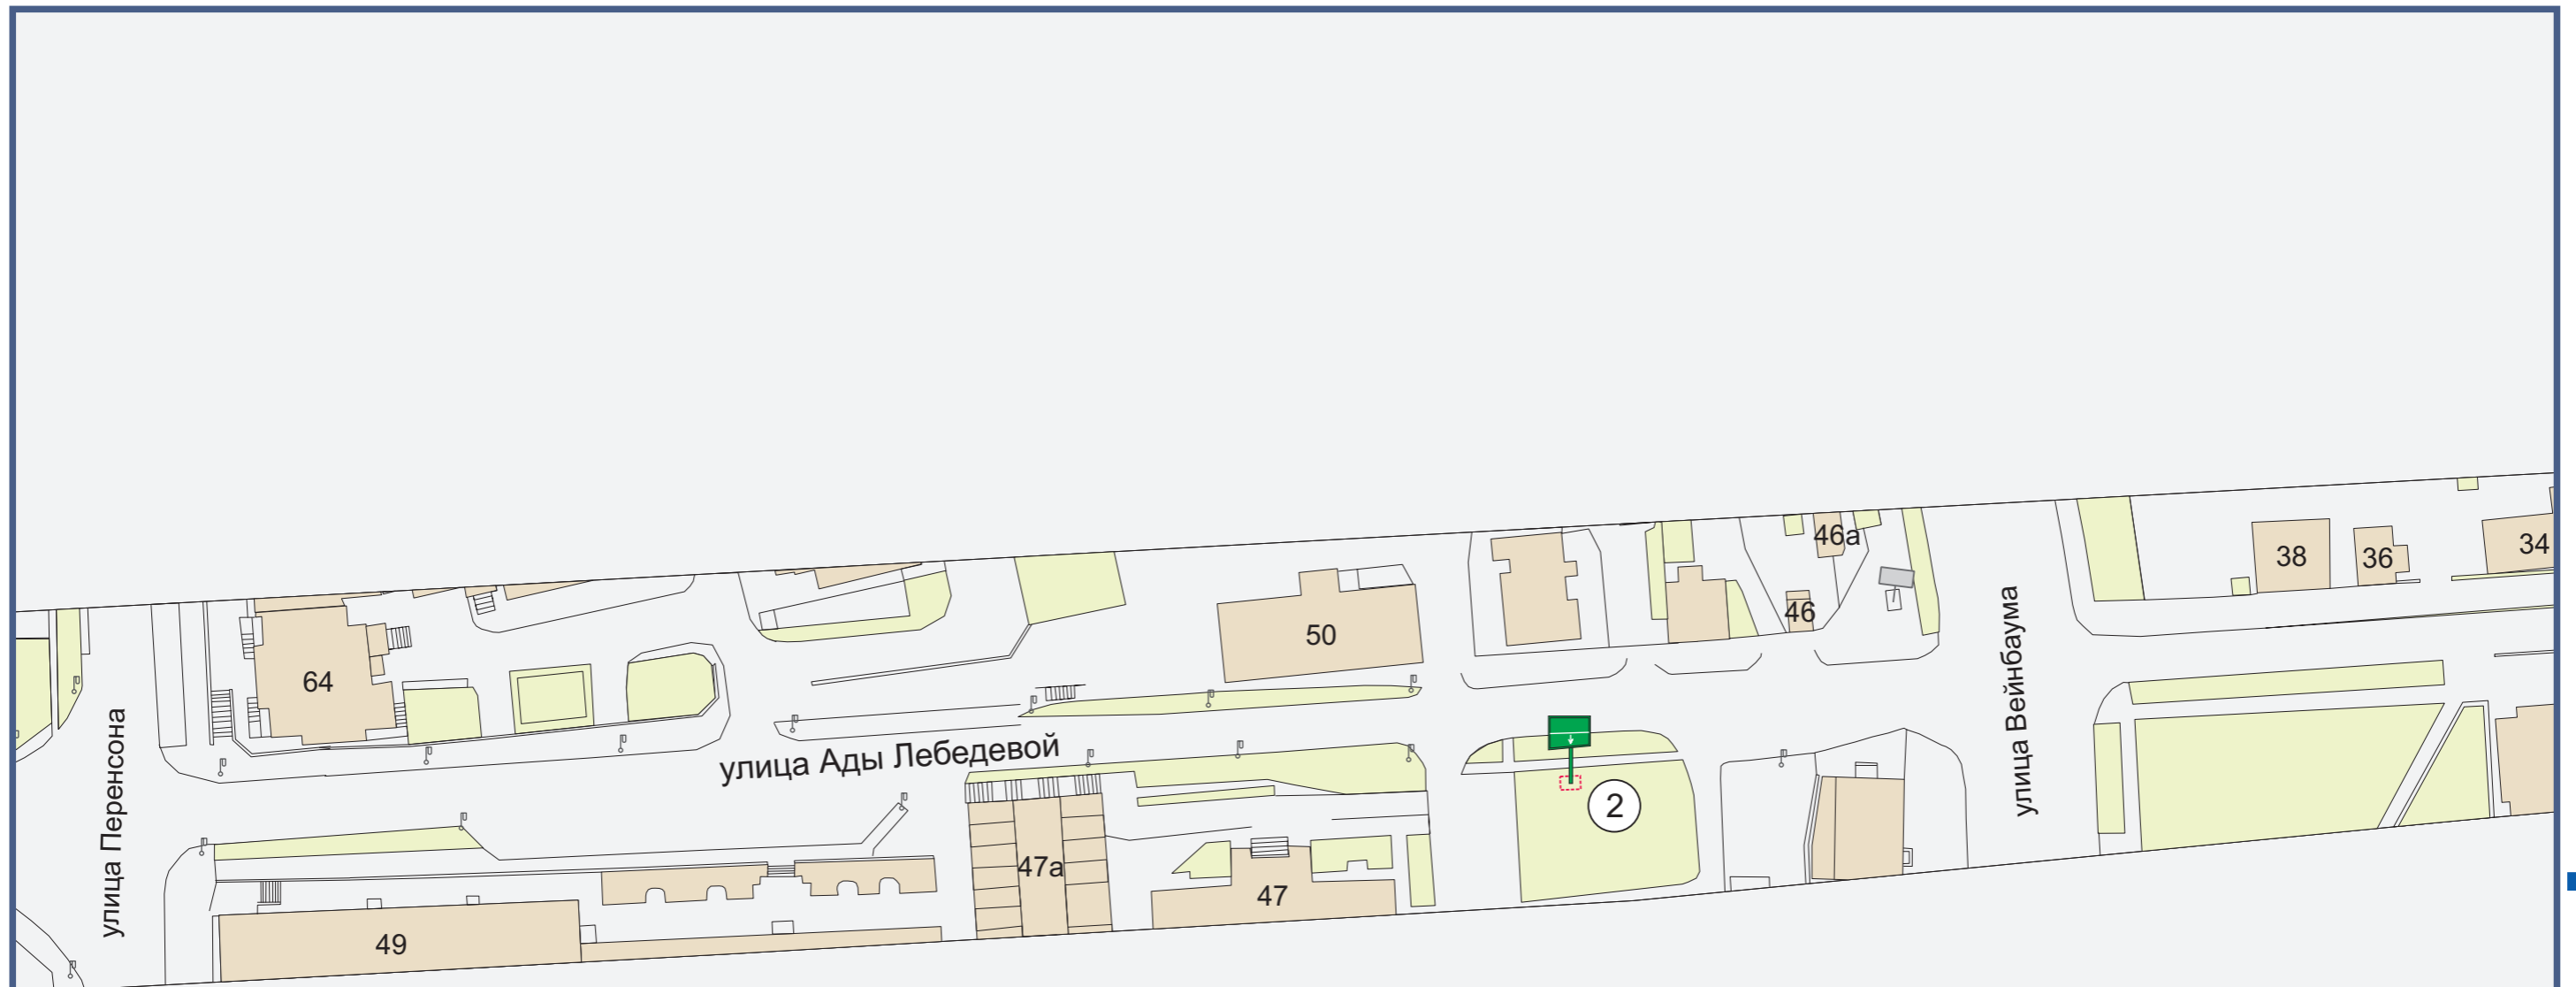 46а
38
36
34
46
50
64
улица Вейнбаума
улица Ады Лебедевой
2
улица Перенсона
47а
47
49